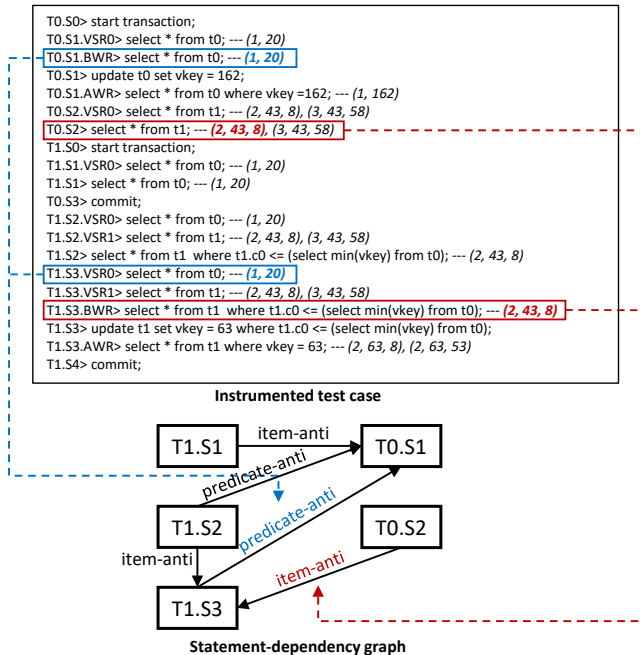 T0.S0> start transaction;
T0.S1.VSR0> select * from t0; --- (1, 20)
T0.S1.BWR> select * from t0; --- (1, 20)
T0.S1> update t0 set vkey = 162;
T0.S1.AWR> select * from t0 where vkey =162; --- (1, 162)
T0.S2.VSR0> select * from t1; --- (2, 43, 8), (3, 43, 58)
T0.S2> select * from t1; --- (2, 43, 8), (3, 43, 58)
T1.S0> start transaction;
T1.S1.VSR0> select * from t0; --- (1, 20)
T1.S1> select * from t0; --- (1, 20)
T0.S3> commit;
T1.S2.VSR0> select * from t0; --- (1, 20)
T1.S2.VSR1> select * from t1; --- (2, 43, 8), (3, 43, 58)
T1.S2> select * from t1 where t1.c0 <= (select min(vkey) from t0); --- (2, 43, 8)
T1.S3.VSR0> select * from t0; --- (1, 20)
T1.S3.VSR1> select * from t1; --- (2, 43, 8), (3, 43, 58)
T1.S3.BWR> select * from t1 where t1.c0 <= (select min(vkey) from t0); --- (2, 43, 8)
T1.S3> update t1 set vkey = 63 where t1.c0 <= (select min(vkey) from t0);
T1.S3.AWR> select * from t1 where vkey = 63; --- (2, 63, 8), (2, 63, 53)
T1.S4> commit;
Instrumented test case
T1.S1
item-anti
T0.S1
predicate-anti
predicate-anti
T1.S2
T0.S2
item-anti
item-anti
T1.S3
Statement-dependency graph